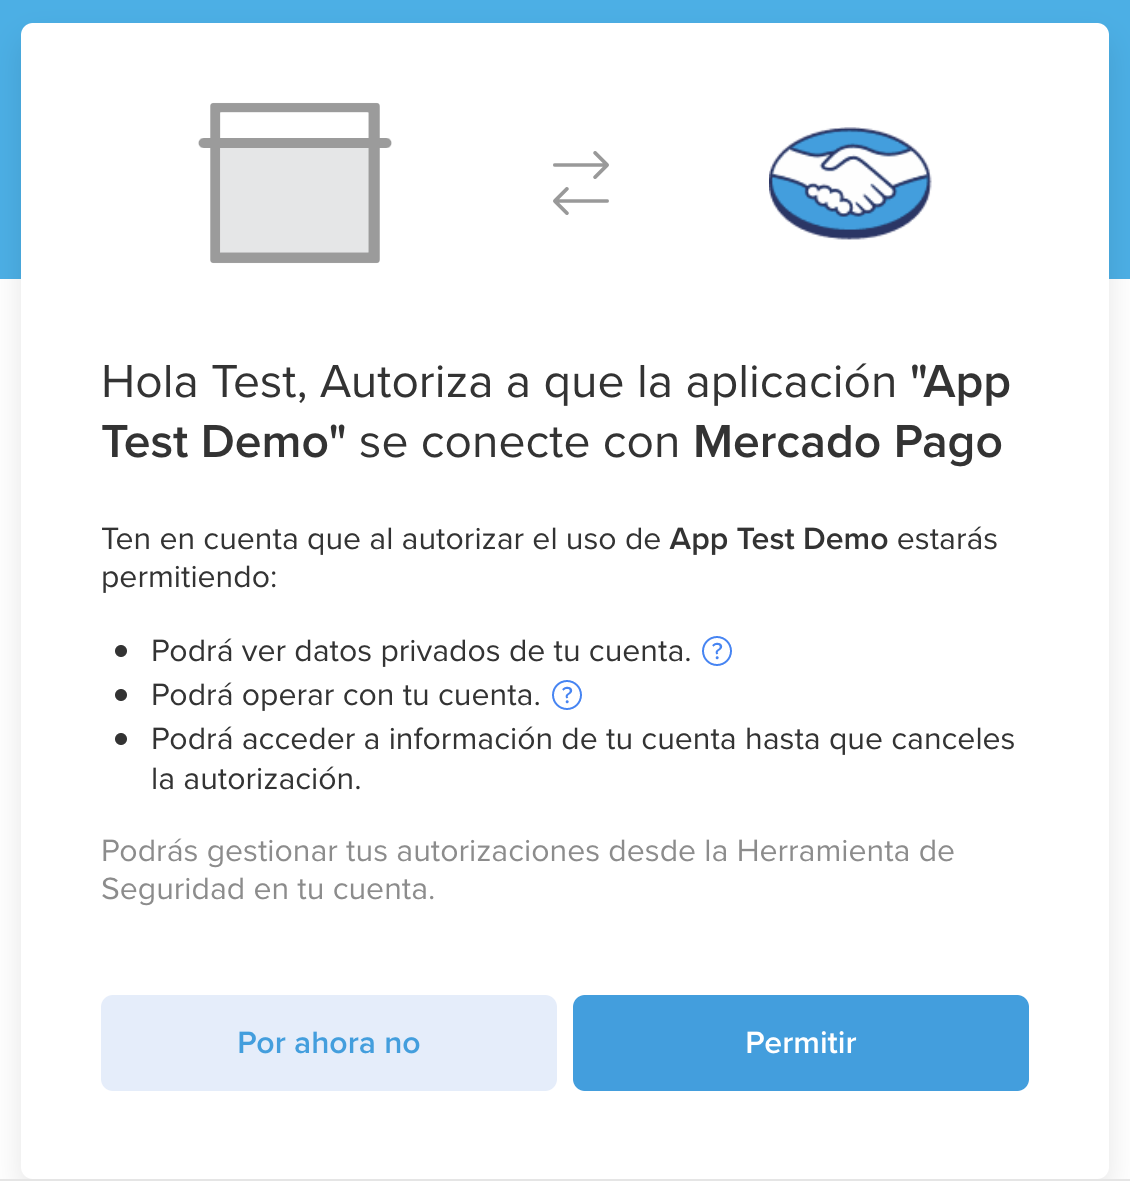 Hola Test, Autoriza a que la aplicación "App
Test Demo" se conecte con Mercado Pago
Ten en cuenta que al autorizar el uso de App Test Demo estarás
permitiendo:
• Podrá ver datos privados de tu cuenta. ?
• Podrá operar con tu cuenta. ?
• Podrá acceder a información de tu cuenta hasta que canceles
la autorización.
Podrás gestionar tus autorizaciones desde la Herramienta de
Seguridad en tu cuenta.
Por ahora no
Permitir